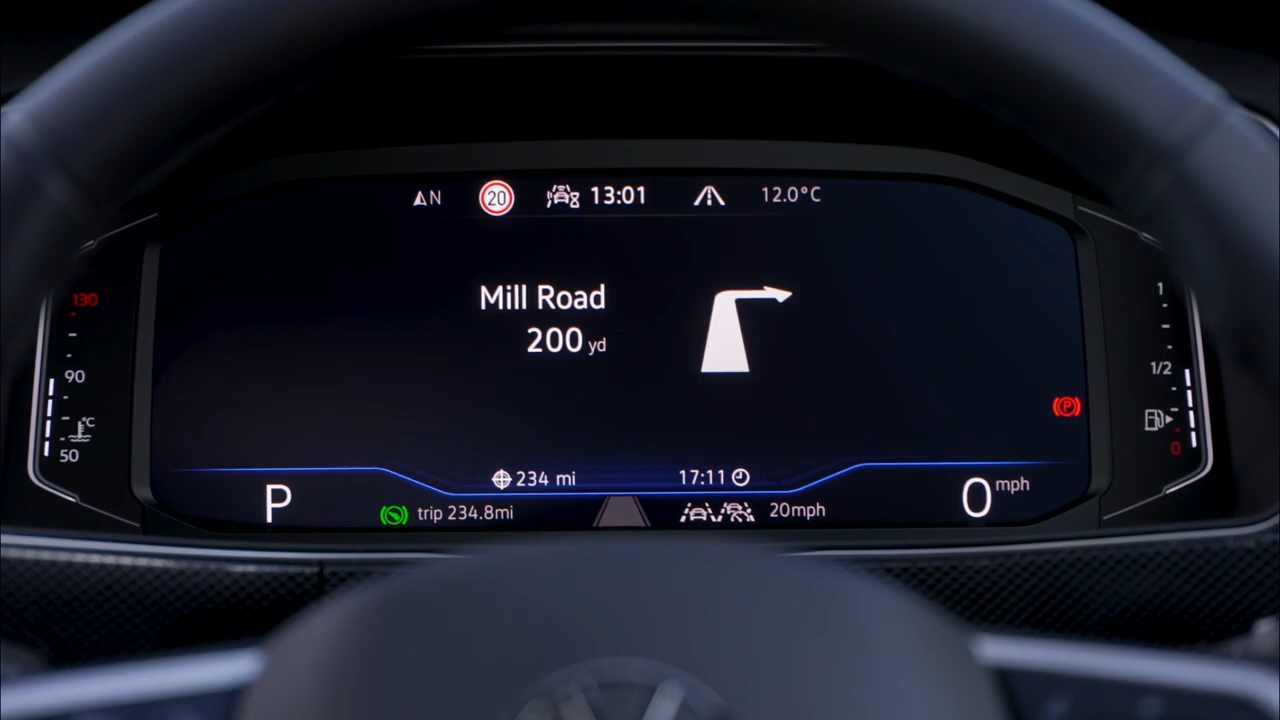 N 20 13:01 12.0°C
130
90
°C
50
Mill Road
200 yd
1
1/2
0
P
234 mi 17:11
P
trip 234.8mi
20mph
0 mph